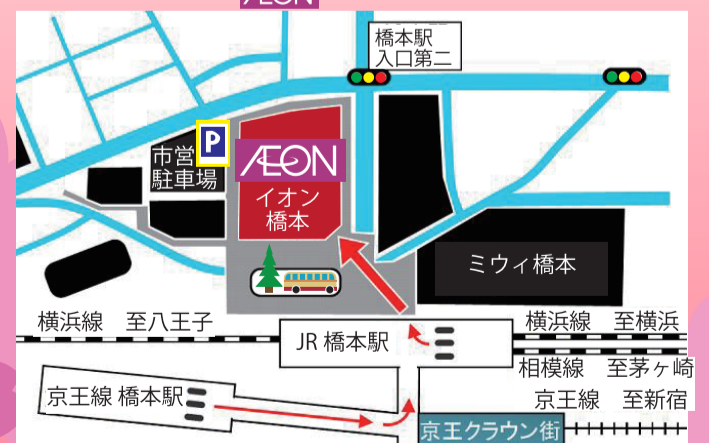 ÆON
橋本駅
入口第二
P
市営
駐車場
ÆON
イオン
橋本
ミウィ橋本
横浜線 至八王子
JR 橋本駅
横浜線 至横浜
相模線 至茅ヶ崎
京王線 至新宿
京王線 橋本駅
京王クラウン街